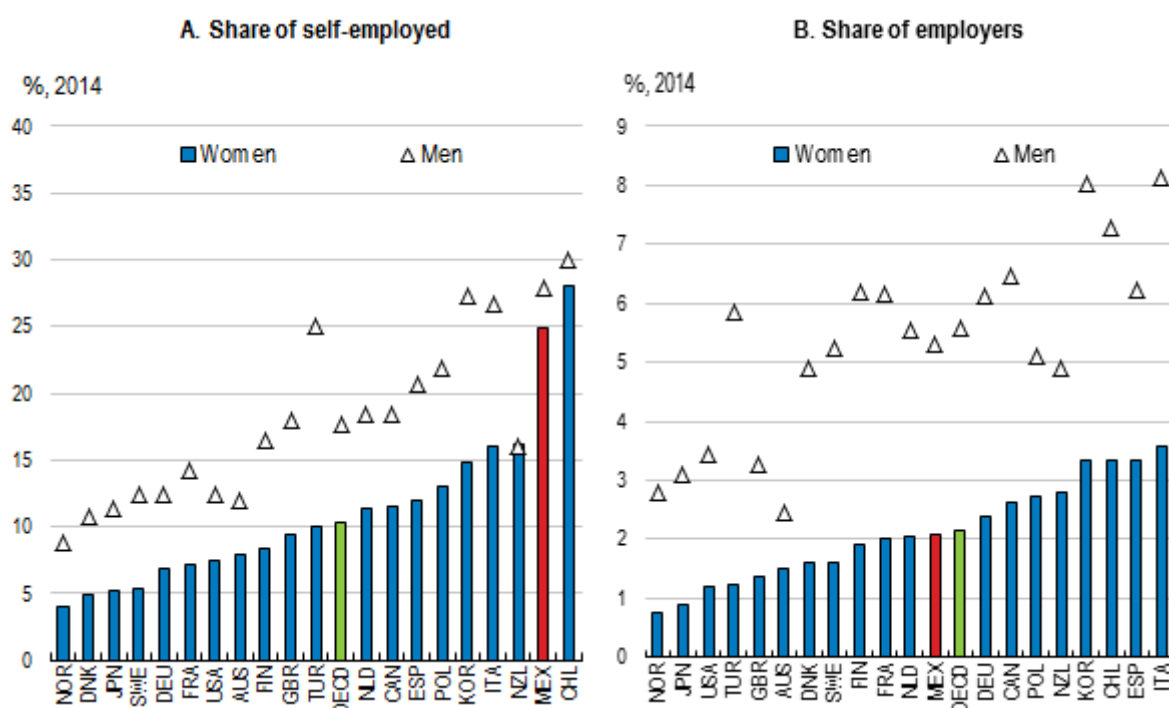 A. Share of self-employed
%, 2014
40
35
30
25
20
15
10
5
0
Women
Men
NOR
DNK
JPN
SWE
DEU
FRA
USA
AUS
FIN
GBR
TUR
OECD
NLD
CAN
ESP
POL
KOR
ITA
NZL
MEX
CHL
B. Share of employers
%, 2014
9
8
7
6
5
4
3
2
1
0
Women
Men
NOR
JPN
USA
TUR
GBR
AUS
DNK
SWE
FIN
FRA
NLD
MEX
OECD
DEU
CAN
POL
NZL
KOR
CHL
ESP
ITA